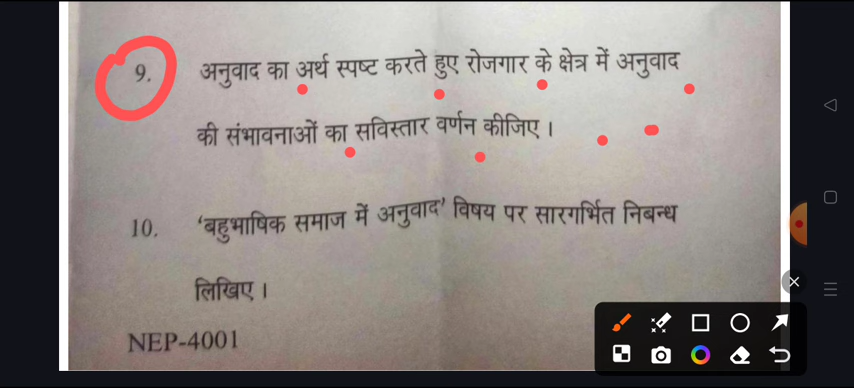 9. अनुवाद का अर्थ स्पष्ट करते हुए रोजगार के क्षेत्र में अनुवाद
की संभावनाओं का सविस्तार वर्णन कीजिए ।
10. ‘बहुभाषिक समाज में अनुवाद’ विषय पर सारगर्भित निबन्ध
लिखिए ।
NEP-4001